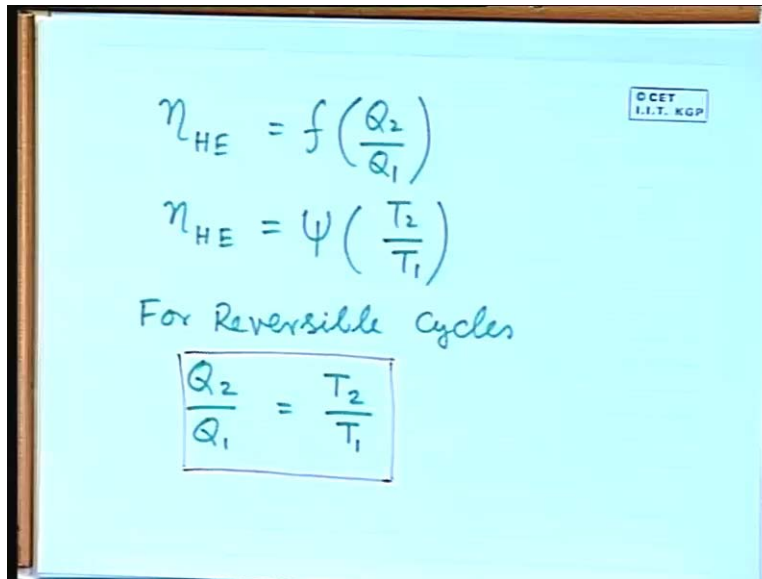 η_HE = f(Q₂/Q₁)
© CET
I.I.T. KGP
η_HE = Ψ(T₂/T₁)
For Reversible Cycles
Q₂/Q₁ = T₂/T₁